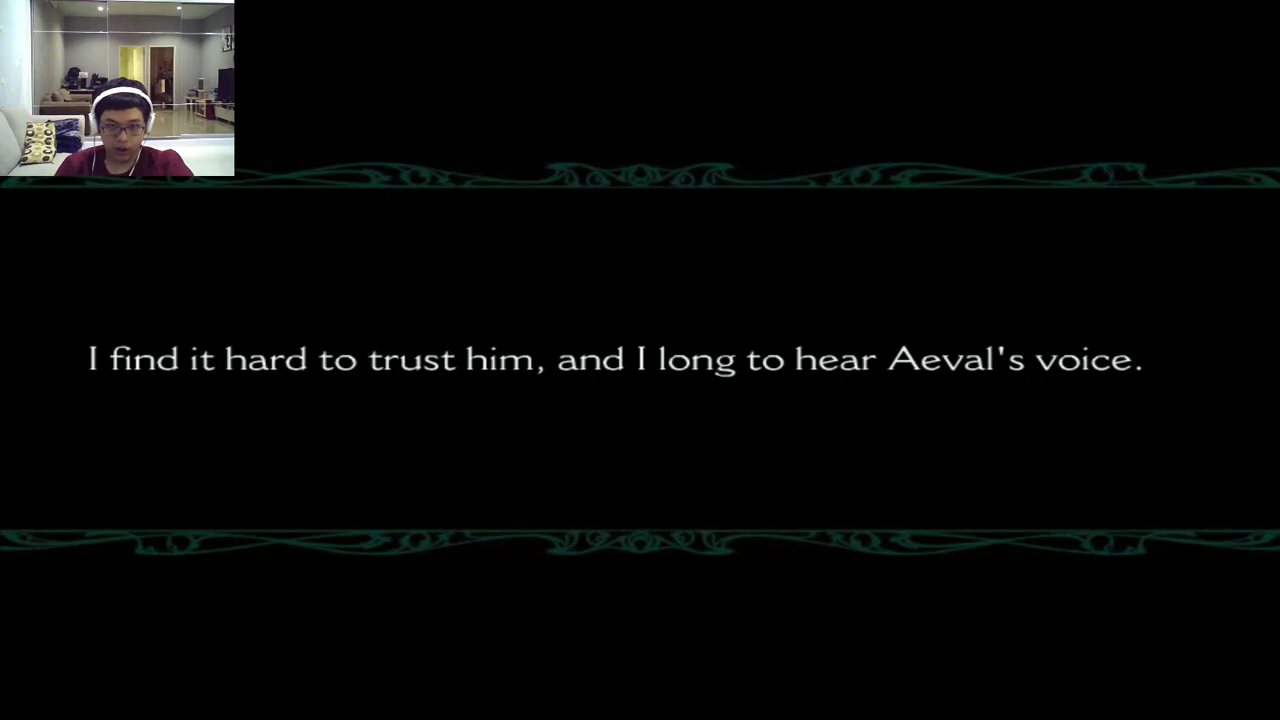 I find it hard to trust him, and I long to hear Aeval's voice.